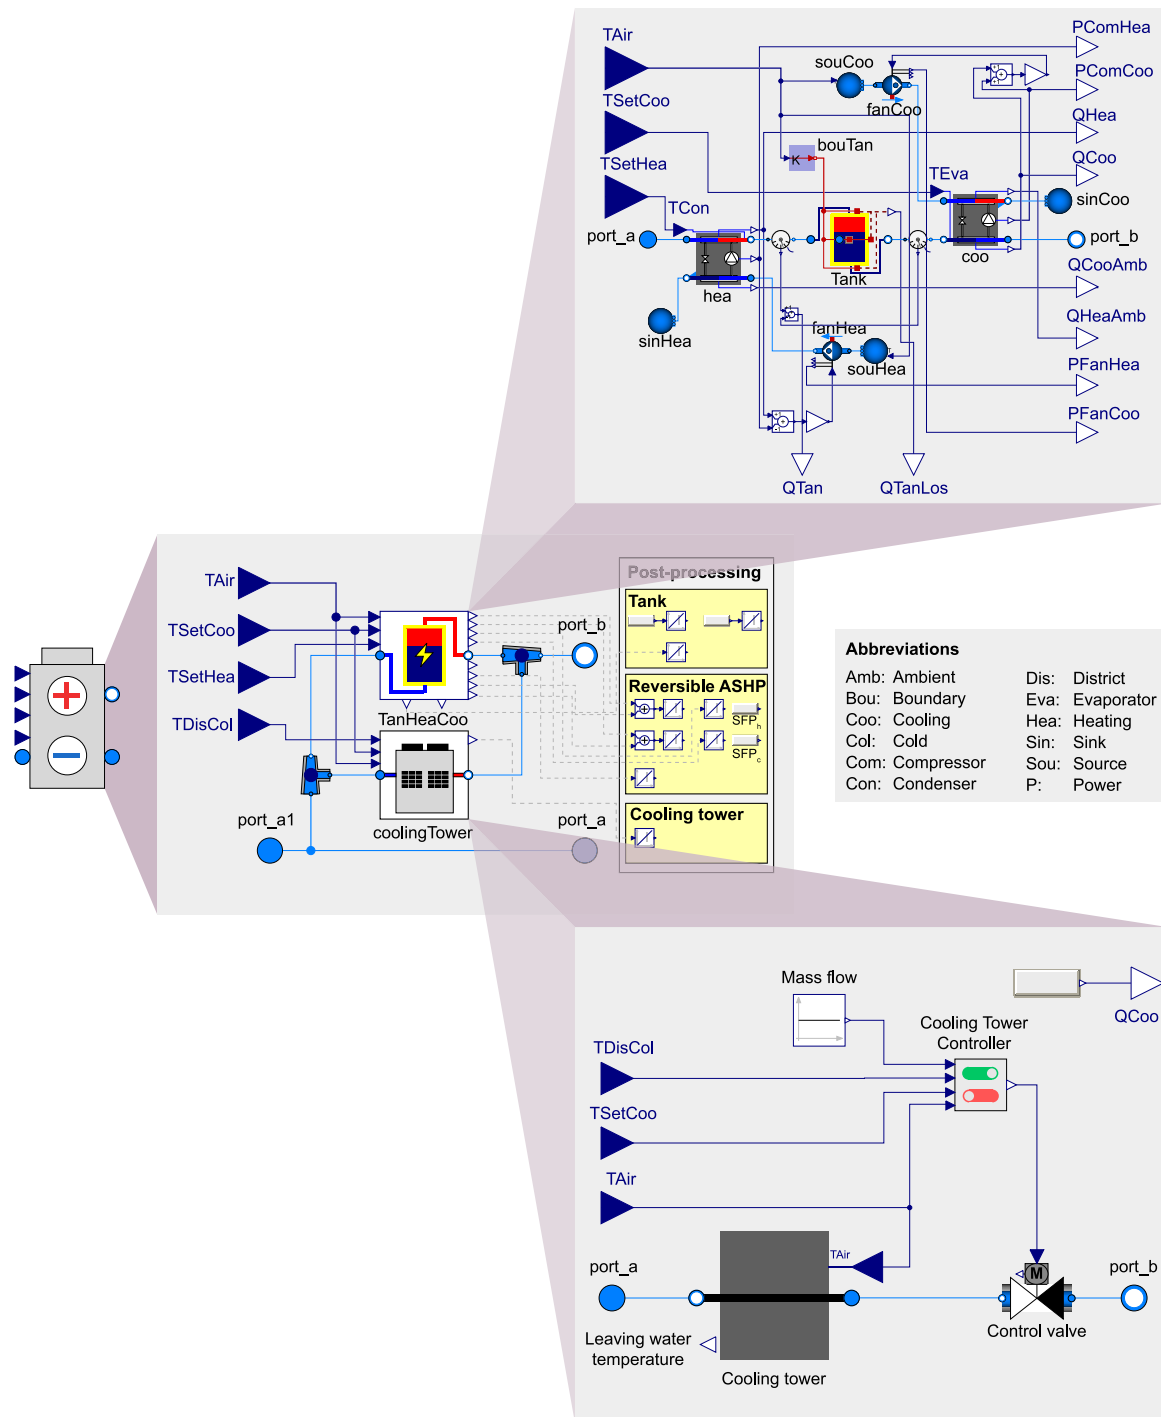 TAir
PComHea
souCoo
PComCoo
TSetCoo
fanCoo
QHea
bouTan
K
TSetHea
QCoo
TEva
TCon
sinCoo
port_a
port_b
coo
hea
Tank
QCooAmb
QHeaAmb
sinHea
fanHea
souHea
PFanHea
PFanCoo
QTan
QTanLos
Post-processing
TAir
Tank
TSetCoo
port_b
TSetHea
Reversible ASHP
TanHeaCoo
TDisCol
SFPh
SFPc
Cooling tower
port_a1
coolingTower
port_a
Abbreviations
Amb: Ambient
Bou: Boundary
Coo: Cooling
Col: Cold
Com: Compressor
Con: Condenser
Dis: District
Eva: Evaporator
Hea: Heating
Sin: Sink
Sou: Source
P: Power
Mass flow
QCoo
Cooling Tower
Controller
TDisCol
TSetCoo
TAir
TAir
port_a
M
port_b
Leaving water
temperature
Control valve
Cooling tower